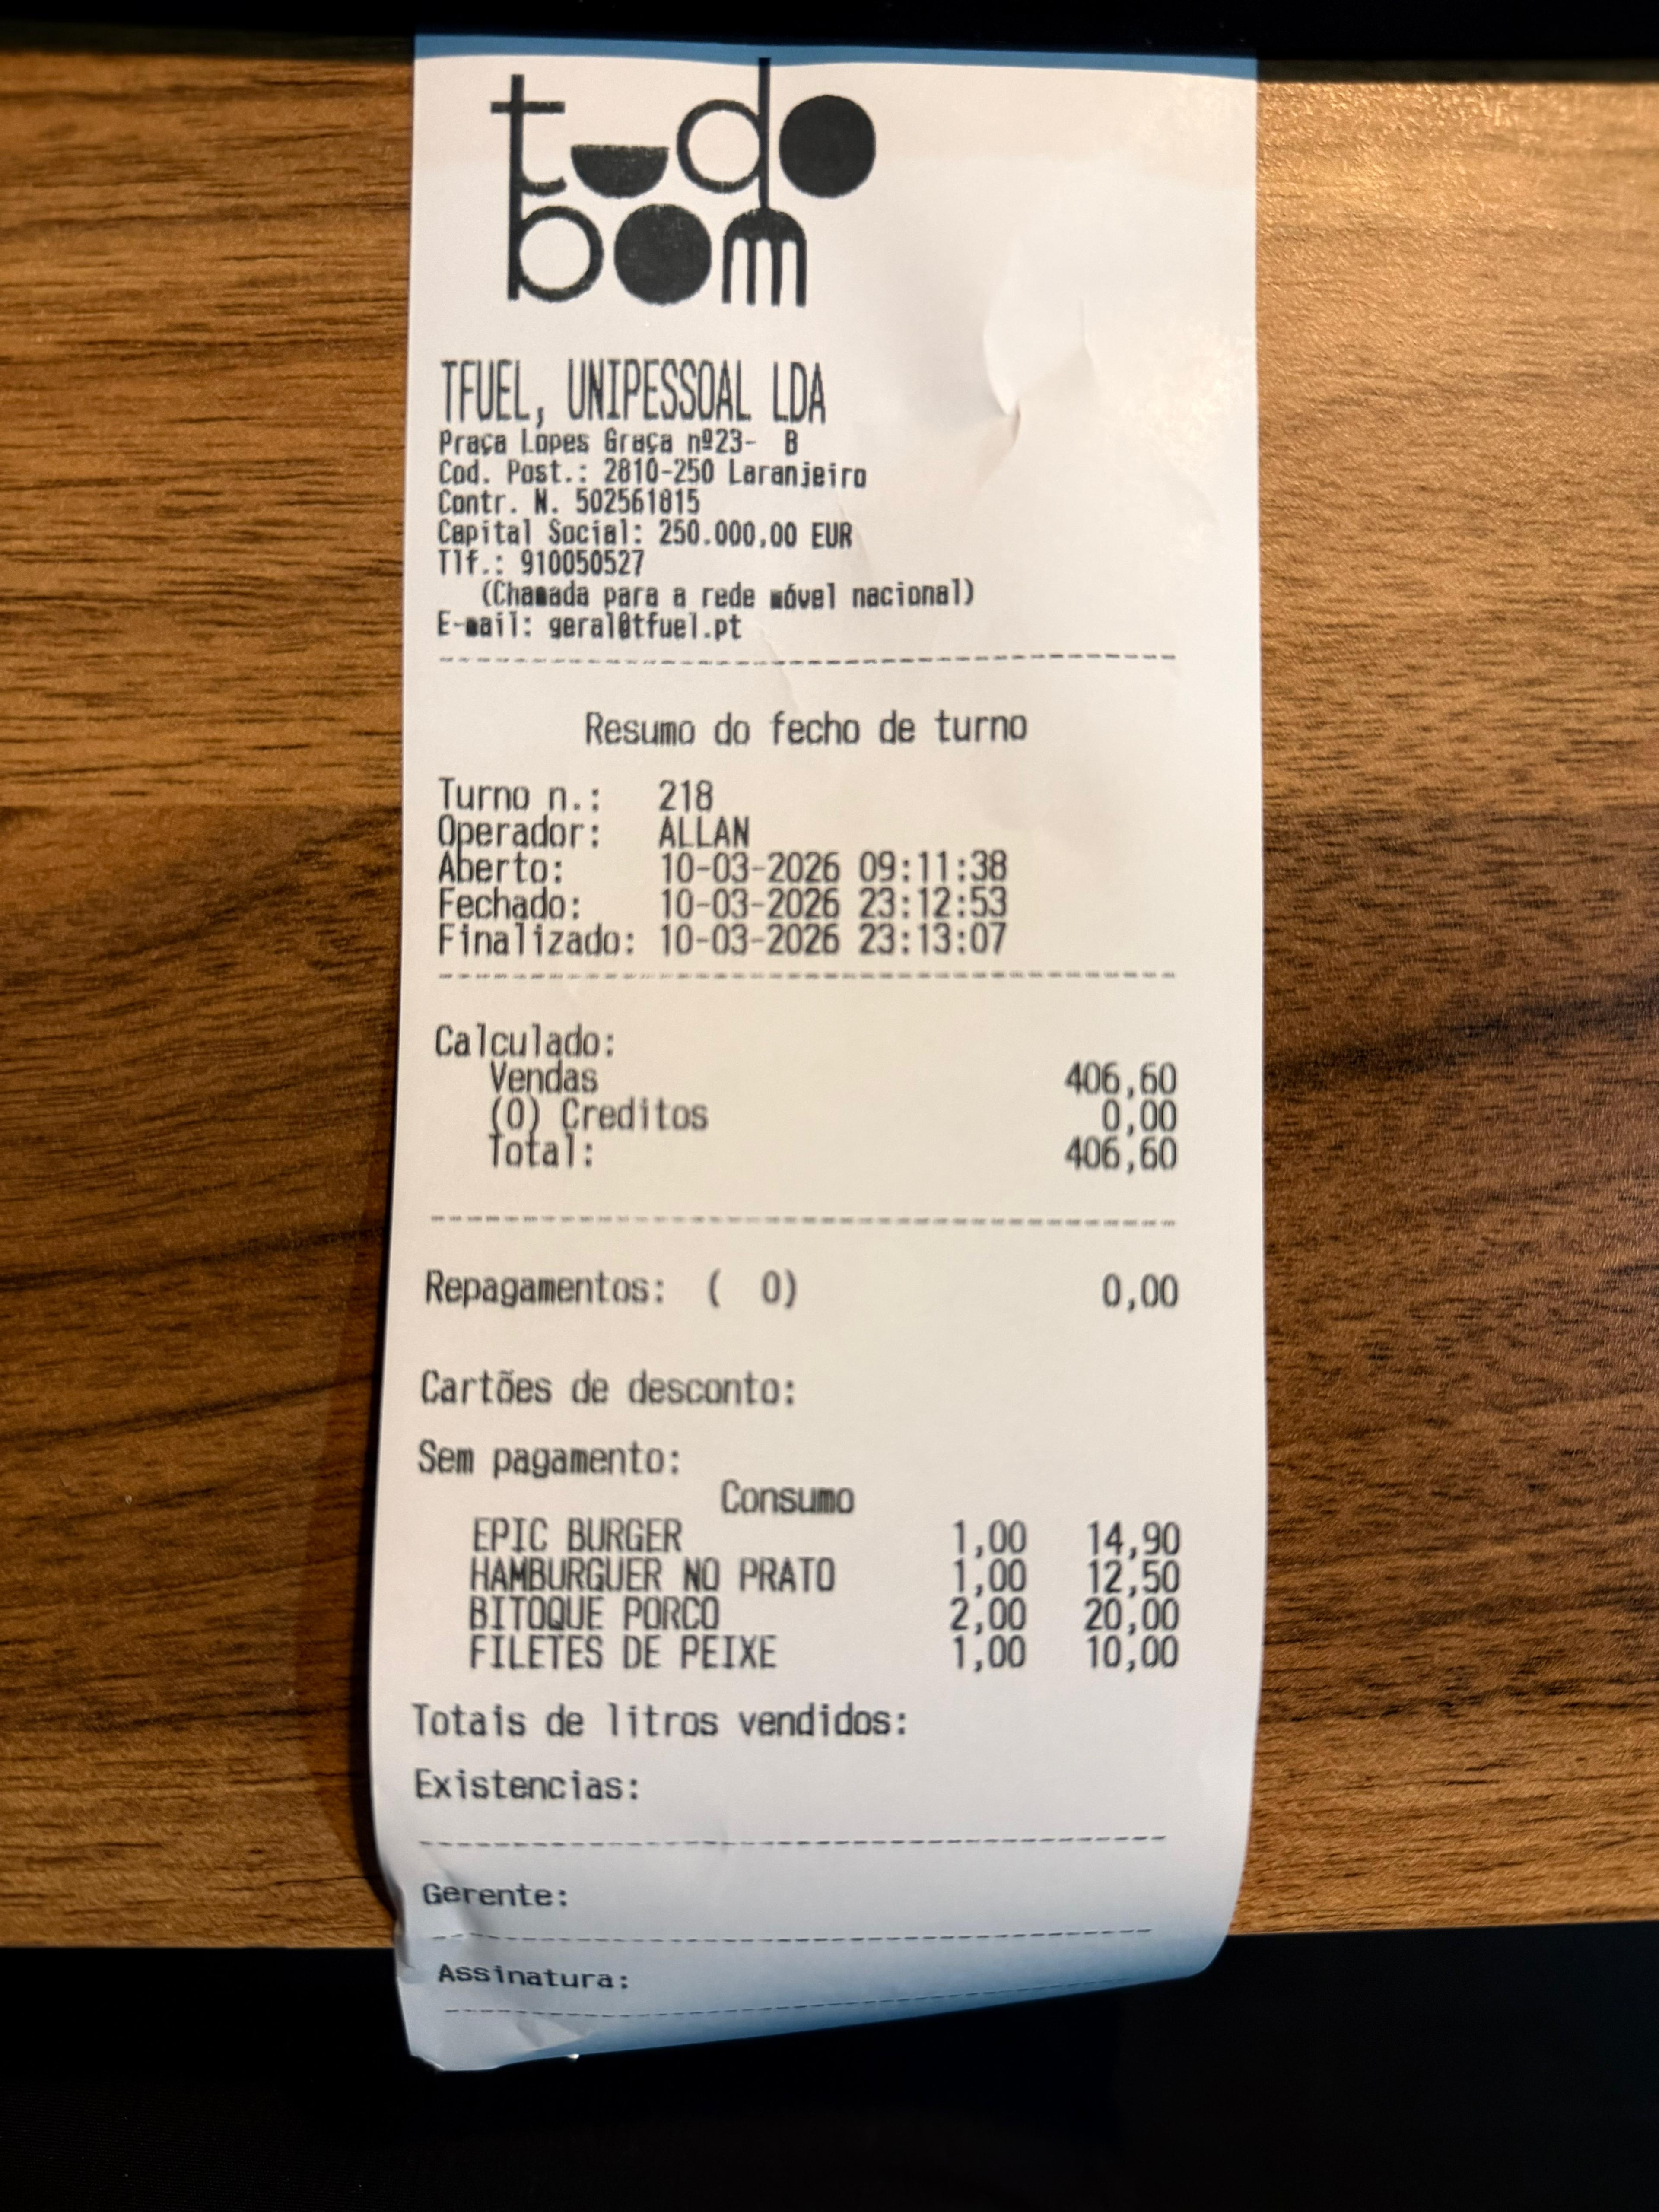 tudo
bom
TFUEL, UNIPESSOAL LDA
Praça Lopes Graça nº23-  B
Cod. Post.: 2810-250 Laranjeiro
Contr. N. 502561815
Capital Social: 250.000,00 EUR
Tlf.: 910050527
(Chamada para a rede móvel nacional)
E-mail: geral@tfuel.pt
Resumo do fecho de turno
Turno n.: 218
Operador: ALLAN
Aberto: 10-03-2026 09:11:38
Fechado: 10-03-2026 23:12:53
Finalizado: 10-03-2026 23:13:07
Calculado:
Vendas 406,60
(0) Creditos 0,00
Total: 406,60
Repagamentos: (  0) 0,00
Cartões de desconto:
Sem pagamento:
Consumo
EPIC BURGER 1,00 14,90
HAMBURGUER NO PRATO 1,00 12,50
BITOQUE PORCO 2,00 20,00
FILETES DE PEIXE 1,00 10,00
Totais de litros vendidos:
Existencias:
Gerente:
Assinatura: